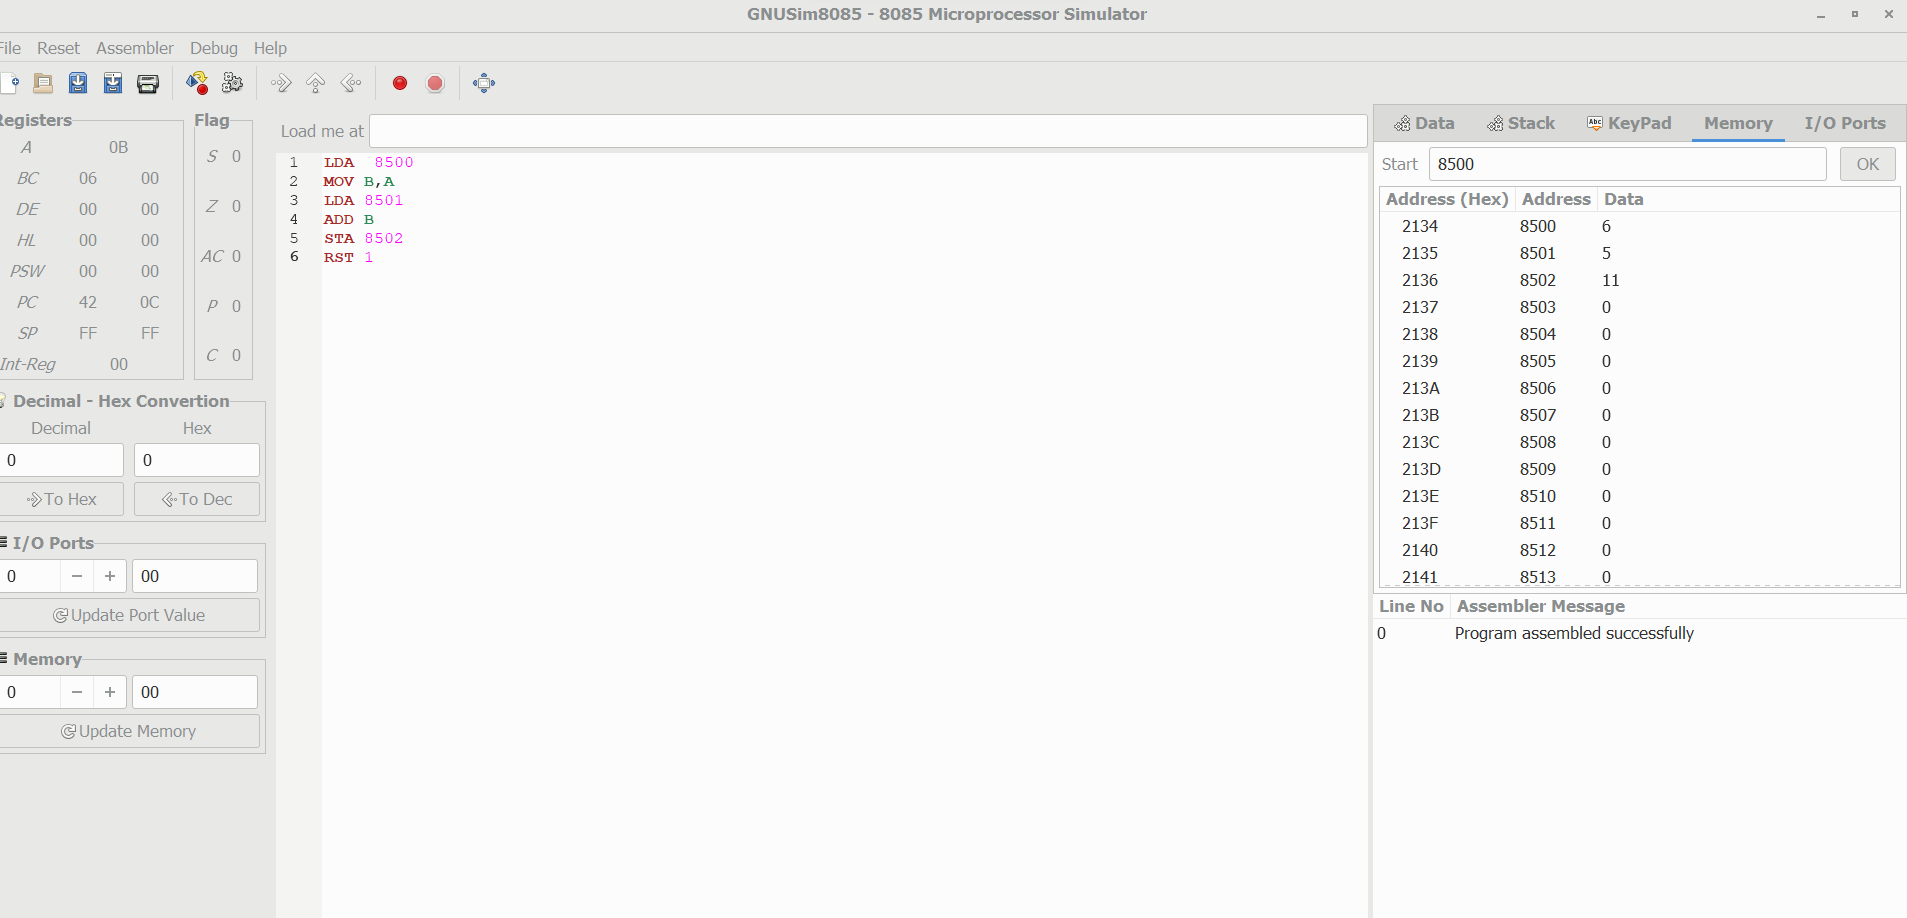 GNUSim8085 - 8085 Microprocessor Simulator
File Reset Assembler Debug Help
Registers
A 0B
BC 06 00
DE 00 00
HL 00 00
PSW 00 00
PC 42 0C
SP FF FF
Int-Reg 00
Flag
S 0
Z 0
AC 0
P 0
C 0
Decimal - Hex Convertion
Decimal Hex
0 0
To Hex To Dec
I/O Ports
0 − + 00
Update Port Value
Memory
0 − + 00
Update Memory
Load me at
1 LDA 8500
2 MOV B,A
3 LDA 8501
4 ADD B
5 STA 8502
6 RST 1
Data Stack Abc KeyPad Memory I/O Ports
Start 8500 OK
Address (Hex) Address Data
2134 8500 6
2135 8501 5
2136 8502 11
2137 8503 0
2138 8504 0
2139 8505 0
213A 8506 0
213B 8507 0
213C 8508 0
213D 8509 0
213E 8510 0
213F 8511 0
2140 8512 0
2141 8513 0
Line No Assembler Message
0 Program assembled successfully